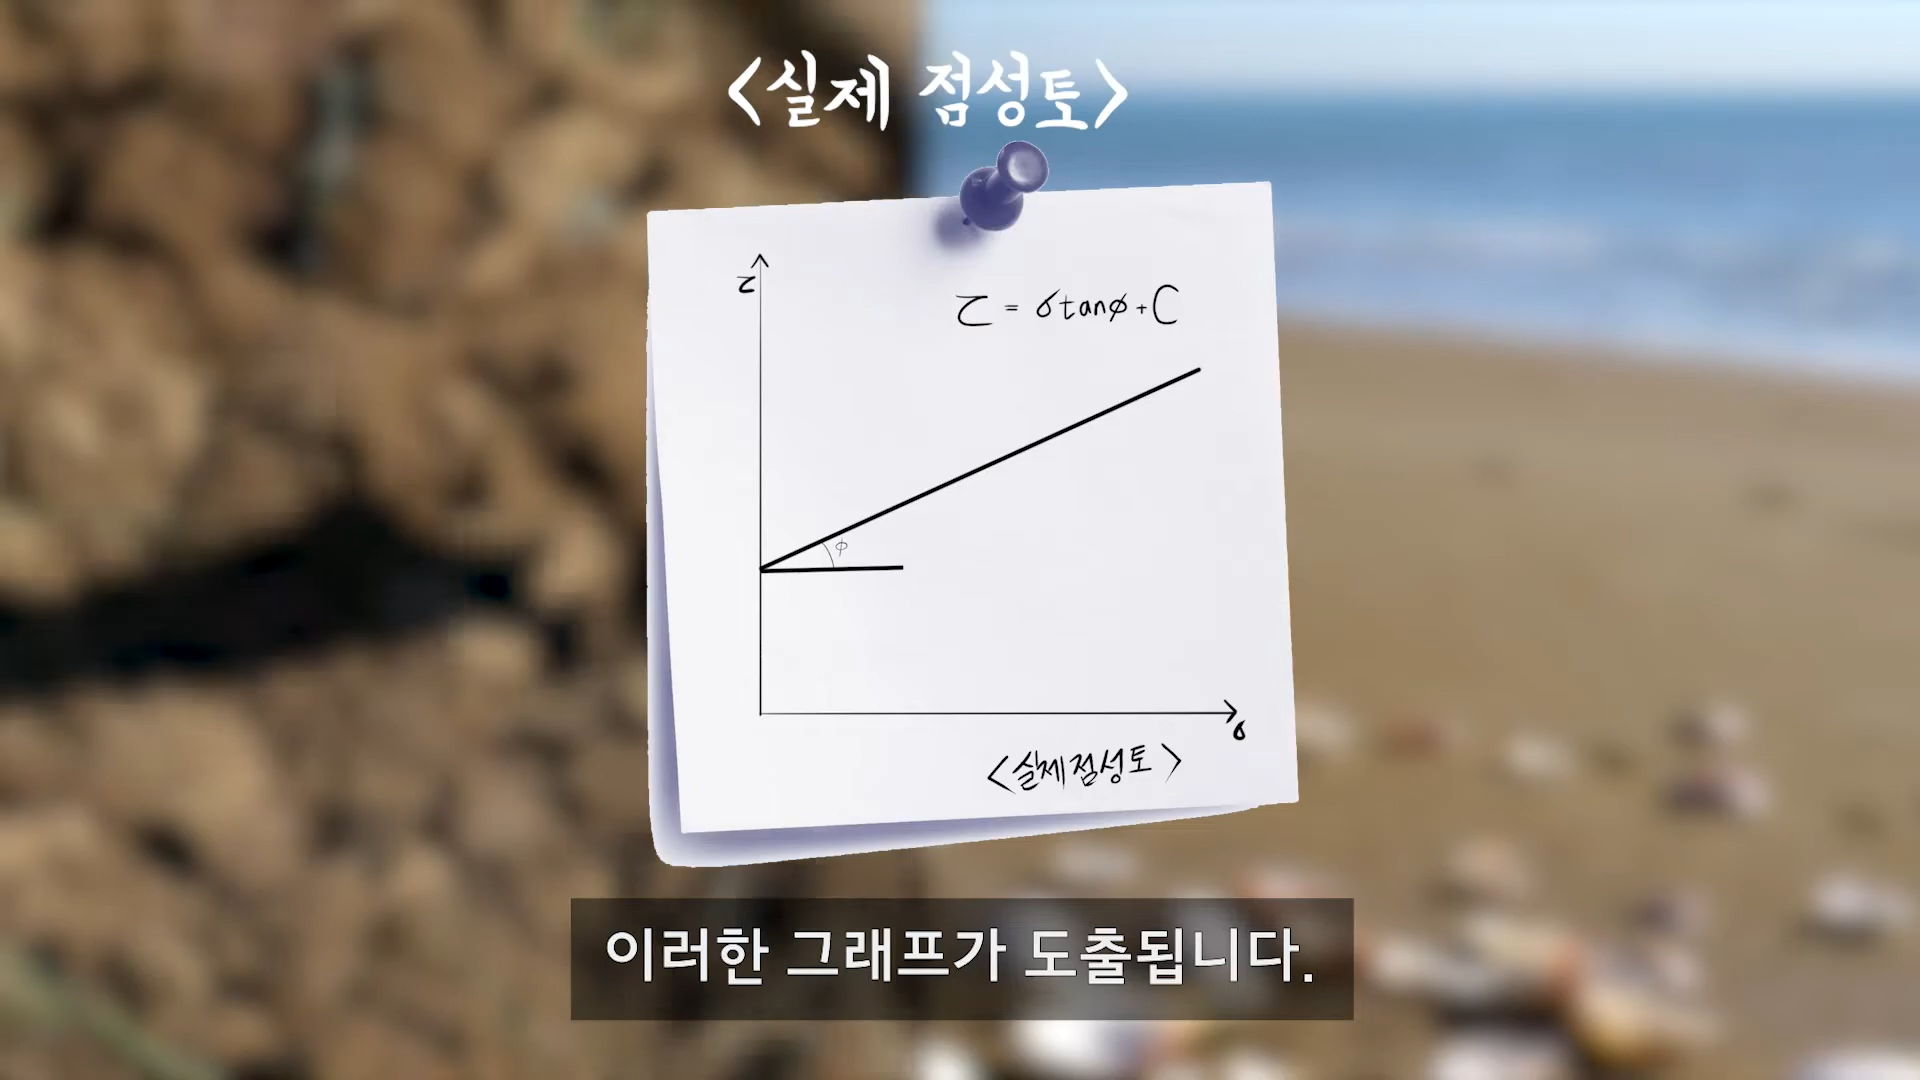 <실제 점성토>
τ
τ = σtanϕ+C
ϕ
σ
<실제점성토>
이러한 그래프가 도출됩니다.